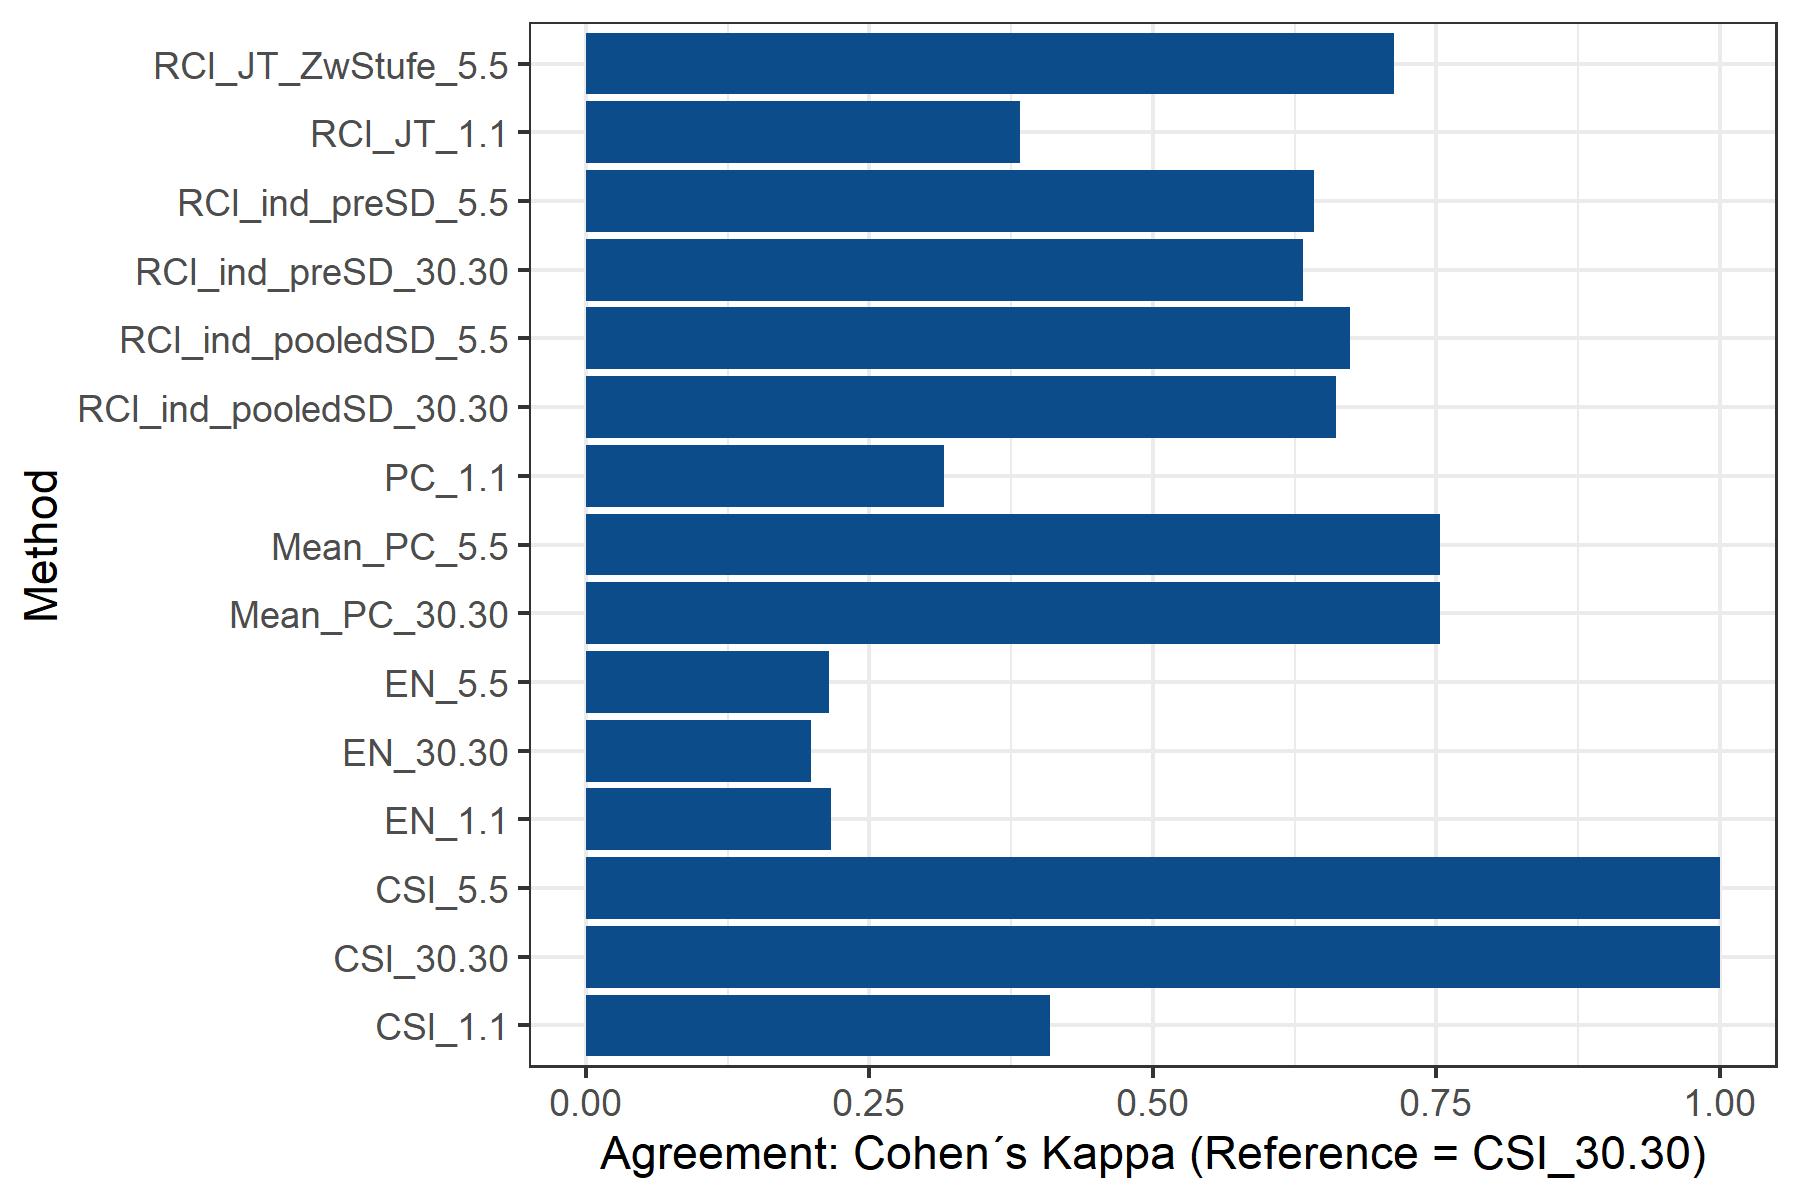 RCI_JT_ZwStufe_5.5
RCI_JT_1.1
RCI_ind_preSD_5.5
RCI_ind_preSD_30.30
RCI_ind_pooledSD_5.5
RCI_ind_pooledSD_30.30
PC_1.1
Mean_PC_5.5
Mean_PC_30.30
EN_5.5
EN_30.30
EN_1.1
CSI_5.5
CSI_30.30
CSI_1.1
Method
0.00 0.25 0.50 0.75 1.00
Agreement: Cohen´s Kappa (Reference = CSI_30.30)